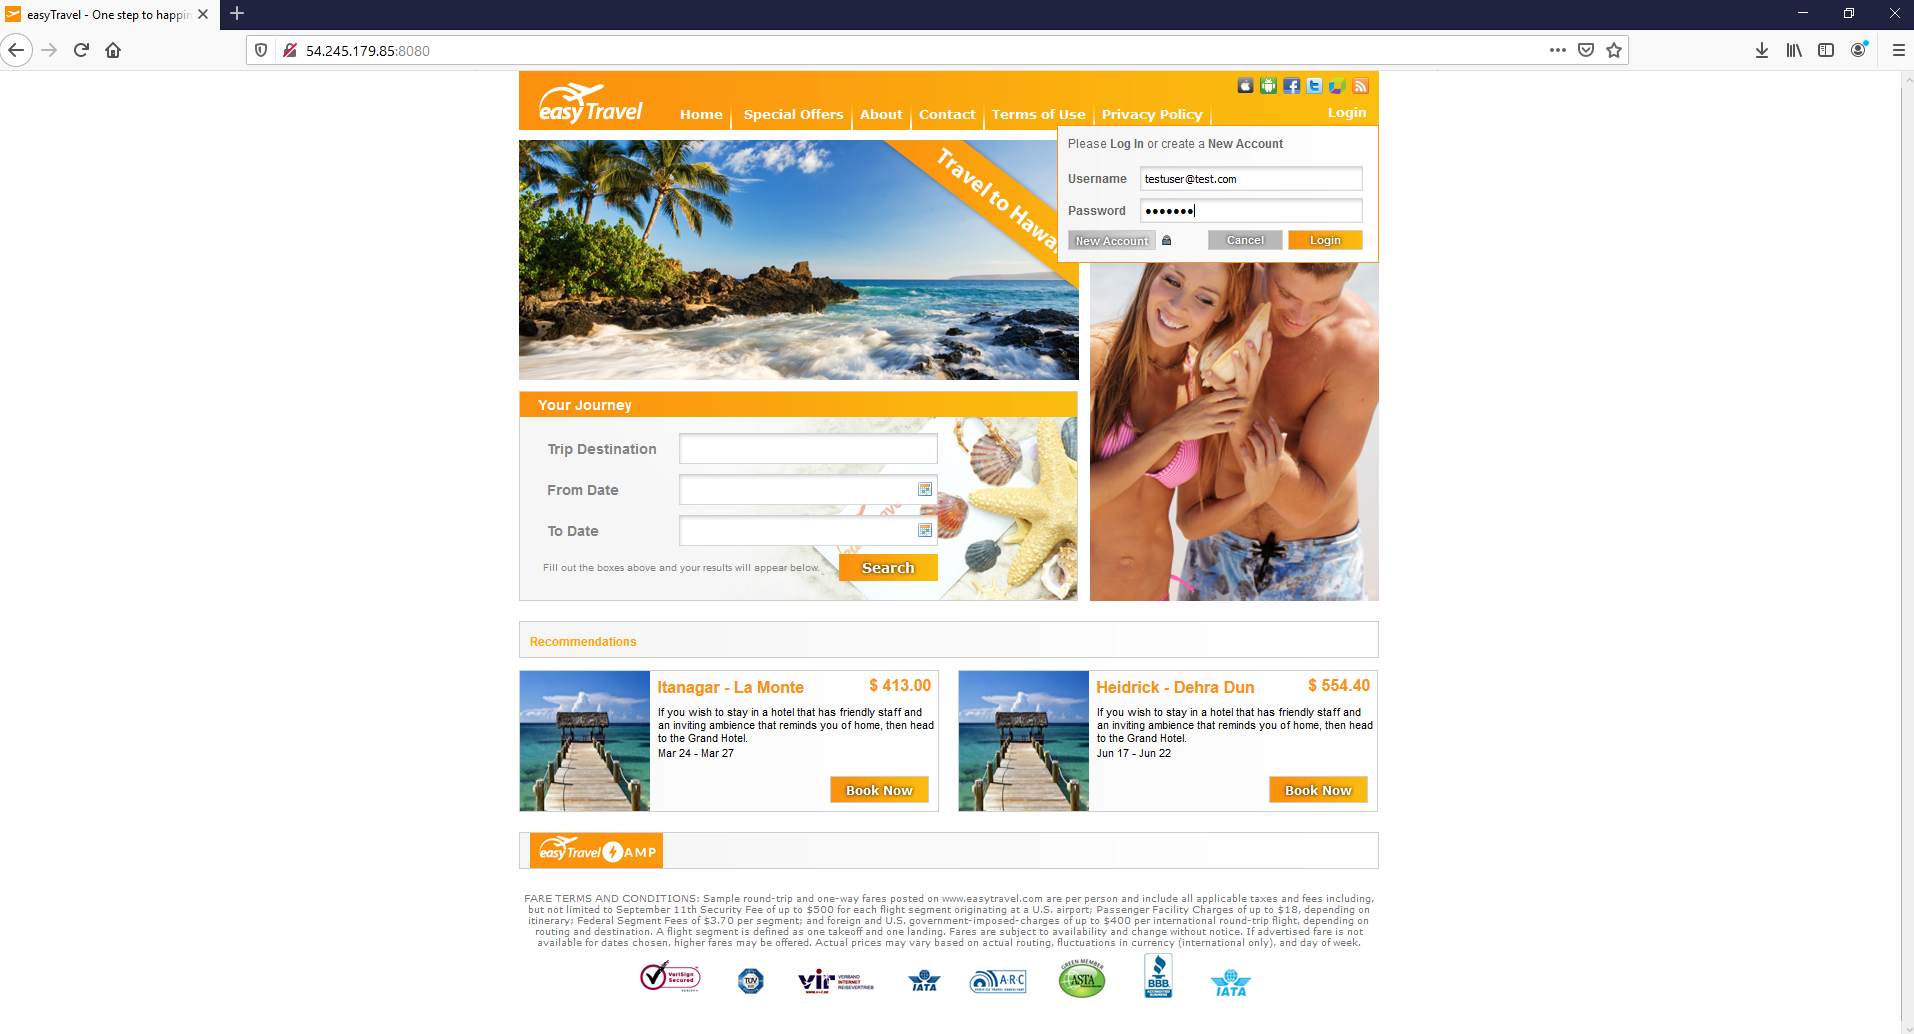 easyTravel - One step to happin
54.245.179.85:8080
easyTravel
Home
Special Offers
About
Contact
Terms of Use
Privacy Policy
Login
Travel to Hawai
Please Log In or create a New Account
Username
testuser@test.com
Password
•••••••
New Account
Cancel
Login
Your Journey
Trip Destination
From Date
To Date
Fill out the boxes above and your results will appear below.
Search
Recommendations
Itanagar - La Monte
$ 413.00
If you wish to stay in a hotel that has friendly staff and
an inviting ambience that reminds you of home, then head
to the Grand Hotel.
Mar 24 - Mar 27
Book Now
Heidrick - Dehra Dun
$ 554.40
If you wish to stay in a hotel that has friendly staff and
an inviting ambience that reminds you of home, then head
to the Grand Hotel.
Jun 17 - Jun 22
Book Now
easyTravel AMP
FARE TERMS AND CONDITIONS: Sample round-trip and one-way fares posted on www.easytravel.com are per person and include all applicable taxes and fees including,
but not limited to September 11th Security Fee of up to $500 for each flight segment originating at a U.S. airport; Passenger Facility Charges of up to $18, depending on
itinerary; Federal Segment Fees of $3.70 per segment; and foreign and U.S. government-imposed-charges of up to $400 per international round-trip flight, depending on
routing and destination. A flight segment is defined as one takeoff and one landing. Fares are subject to availability and change without notice. If advertised fare is not
available for dates chosen, higher fares may be offered. Actual prices may vary based on actual routing, fluctuations in currency (international only), and day of week.
VeriSign
Secured
TÜV
vir
VERBAND
INTERNET
REISEVERTRIEB
IATA
A·R·C
GREEN MEMBER
ASTA
BBB
ACCREDITED
BUSINESS
IATA